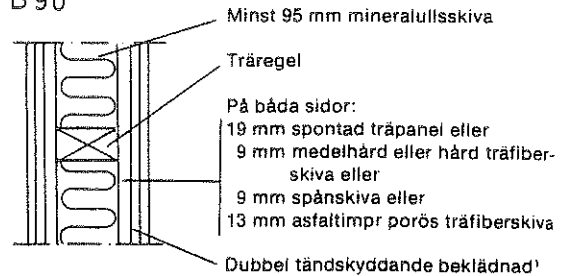 B 90
Minst 95 mm mineralullsskiva
Träregel
På båda sidor:
19 mm spontad träpanel eller
9 mm medelhård eller hård träfiber-
skiva eller
9 mm spånskiva eller
13 mm asfaltimpr porös träfiberskiva
Dubbel tändskyddande beklädnad¹